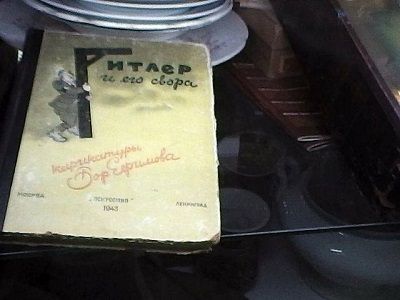 Гитлер
и его свора
карикатуры
Бор. Ефимова
МОСКВА „ИСКУССТВО" ЛЕНИНГРАД
1943